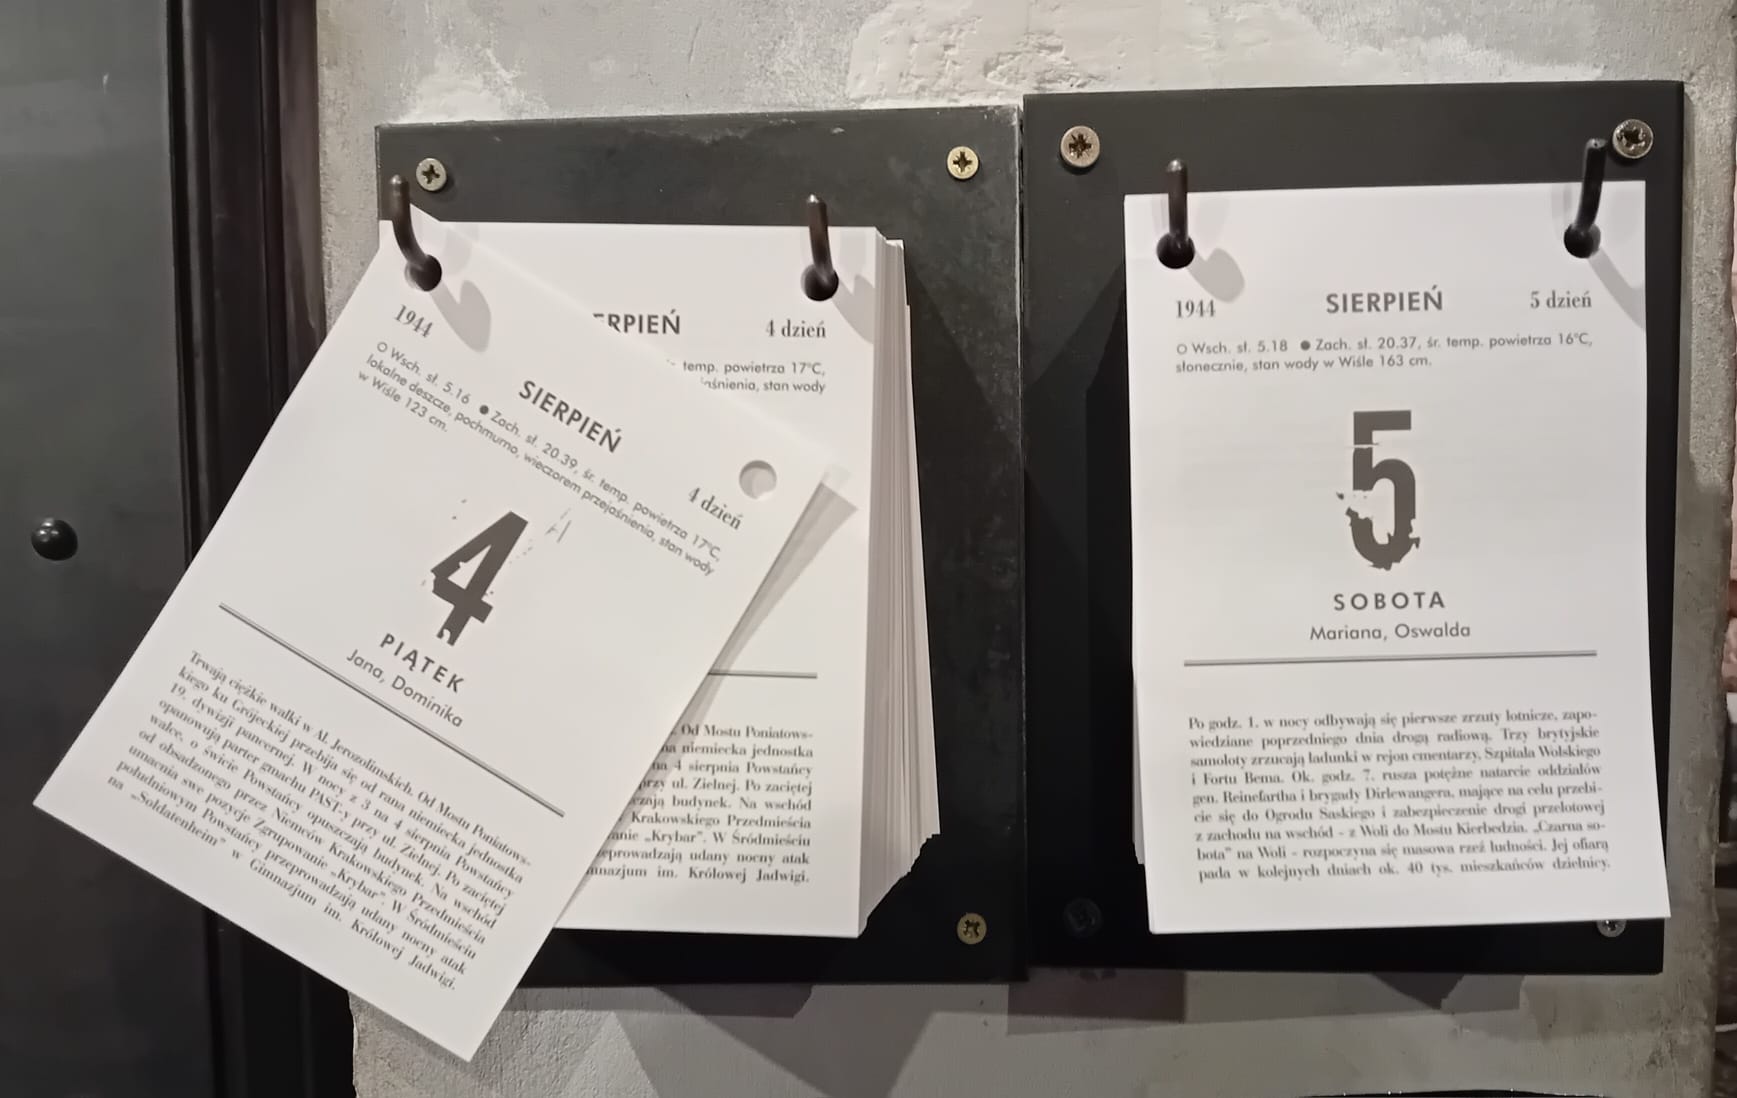 1944
SIERPIEŃ
4 dzień
O Wsch. sł. 5.16 ● Zach. sł. 20.39, śr. temp. powietrza 17°C,
lokalne deszcze, pochmurno, wieczorem przejaśnienia, stan wody
w Wiśle 123 cm.
4
PIĄTEK
Jana, Dominika
Trwają ciężkie walki w Al. Jerozolimskich. Od Mostu Poniatows-
kiego ku Grójeckiej przebija się od rana niemiecka jednostka
19. dywizji pancernej. W nocy z 3 na 4 sierpnia Powstańcy
opanowują parter gmachu PAST-y przy ul. Zielnej. Po zaciętej
walce, o świcie Powstańcy opuszczają budynek. Na wschód
od obsadzonego przez Niemców Krakowskiego Przedmieścia
umacnia swe pozycje Zgrupowanie „Krybar”. W Śródmieściu
południowym Powstańcy przeprowadzają udany nocny atak
na „Soldatenheim” w Gimnazjum im. Królowej Jadwigi.
ERPIEŃ
4 dzień
temp. powietrza 17°C,
aśnienia, stan wody
. Od Mostu Poniatows-
na niemiecka jednostka
na 4 sierpnia Powstańcy
przy ul. Zielnej. Po zaciętej
czają budynek. Na wschód
Krakowskiego Przedmieścia
anie „Krybar”. W Śródmieściu
eprowadzają udany nocny atak
mnazjum im. Królowej Jadwigi.
1944
SIERPIEŃ
5 dzień
O Wsch. sł. 5.18 ● Zach. sł. 20.37, śr. temp. powietrza 16°C,
słonecznie, stan wody w Wiśle 163 cm.
5
SOBOTA
Mariana, Oswalda
Po godz. 1. w nocy odbywają się pierwsze zrzuty lotnicze, zapo-
wiedziane poprzedniego dnia drogą radiową. Trzy brytyjskie
samoloty zrzucają ładunki w rejon cmentarzy, Szpitala Wolskiego
i Fortu Bema. Ok. godz. 7. rusza potężne natarcie oddziałów
gen. Reinefartha i brygady Dirlewangera, mające na celu przebi-
cie się do Ogrodu Saskiego i zabezpieczenie drogi przelotowej
z zachodu na wschód - z Woli do Mostu Kierbedzia. „Czarna so-
bota” na Woli - rozpoczyna się masowa rzeź ludności. Jej ofiarą
pada w kolejnych dniach ok. 40 tys. mieszkańców dzielnicy.